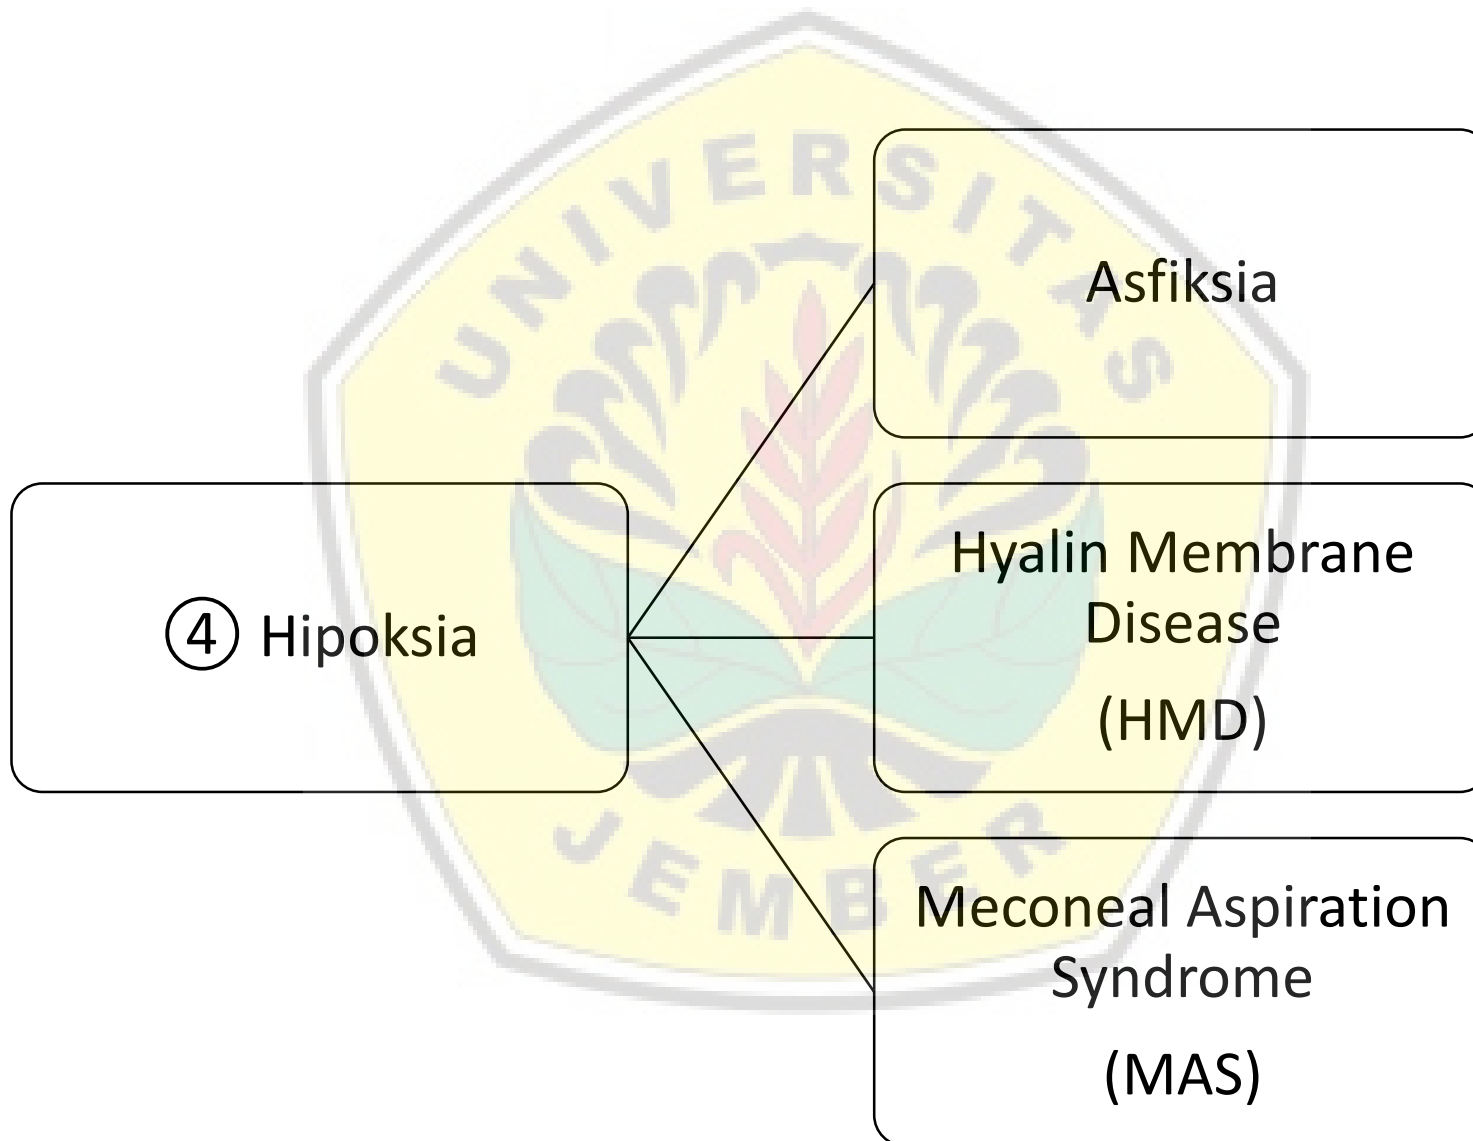 UNIVERSITAS
JEMBER
④ Hipoksia
Asfiksia
Hyalin Membrane
Disease
(HMD)
Meconeal Aspiration
Syndrome
(MAS)